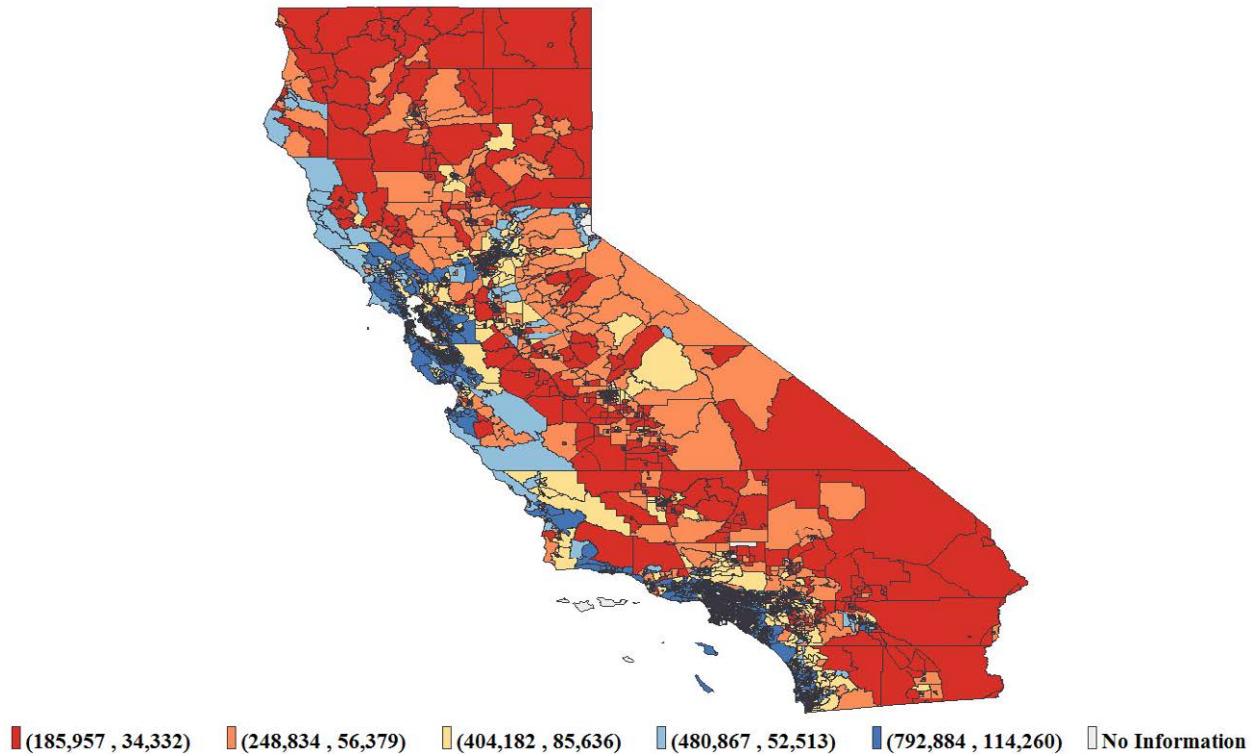 (185,957 , 34,332) (248,834 , 56,379) (404,182 , 85,636) (480,867 , 52,513) (792,884 , 114,260) No Information